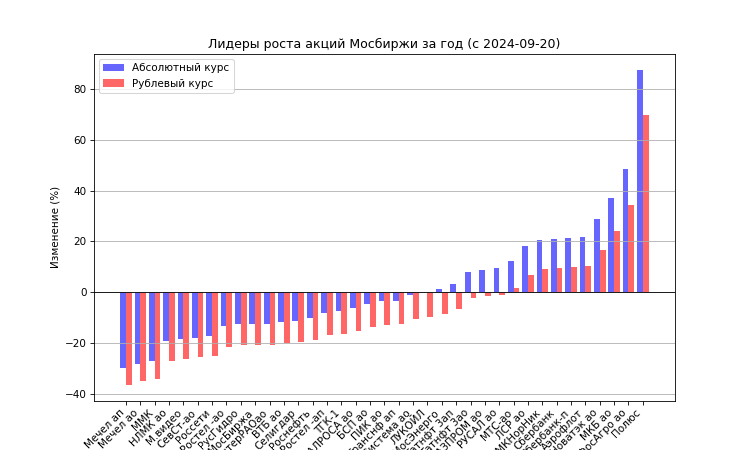 Лидеры роста акций Мосбиржи за год (с 2024-09-20)
Абсолютный курс
Рублевый курс
Изменение (%)
80
60
40
20
0
−20
−40
Мечел ап
Мечел ао
ММК
НЛМК ао
М.видео
СевСт-ао
Россети
Ростел -ао
РусГидро
МосБиржа
ВТБ ао
Селигдар
Роснефть
Ростел -ап
ТГК-1
АЛРОСА ао
БСП ао
ПИК ао
ЛУКОЙЛ
РУСАЛ ао
МТС-ао
ЛСР ао
Аэрофлот
МКБ ао
Полюс